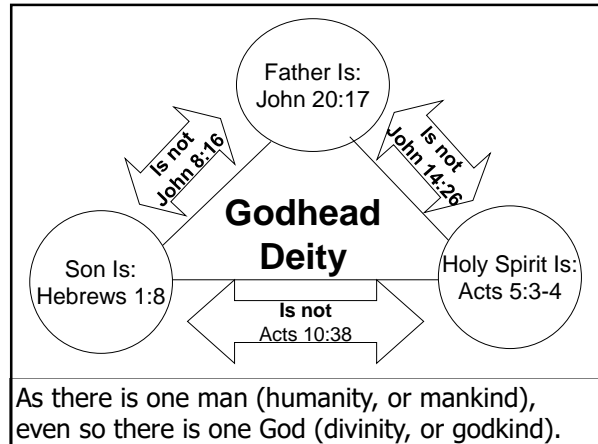 Father Is:
John 20:17
Is not
John 8:16
Is not
John 14:26
Godhead
Deity
Son Is:
Hebrews 1:8
Holy Spirit Is:
Acts 5:3-4
Is not
Acts 10:38
As there is one man (humanity, or mankind),
even so there is one God (divinity, or godkind).